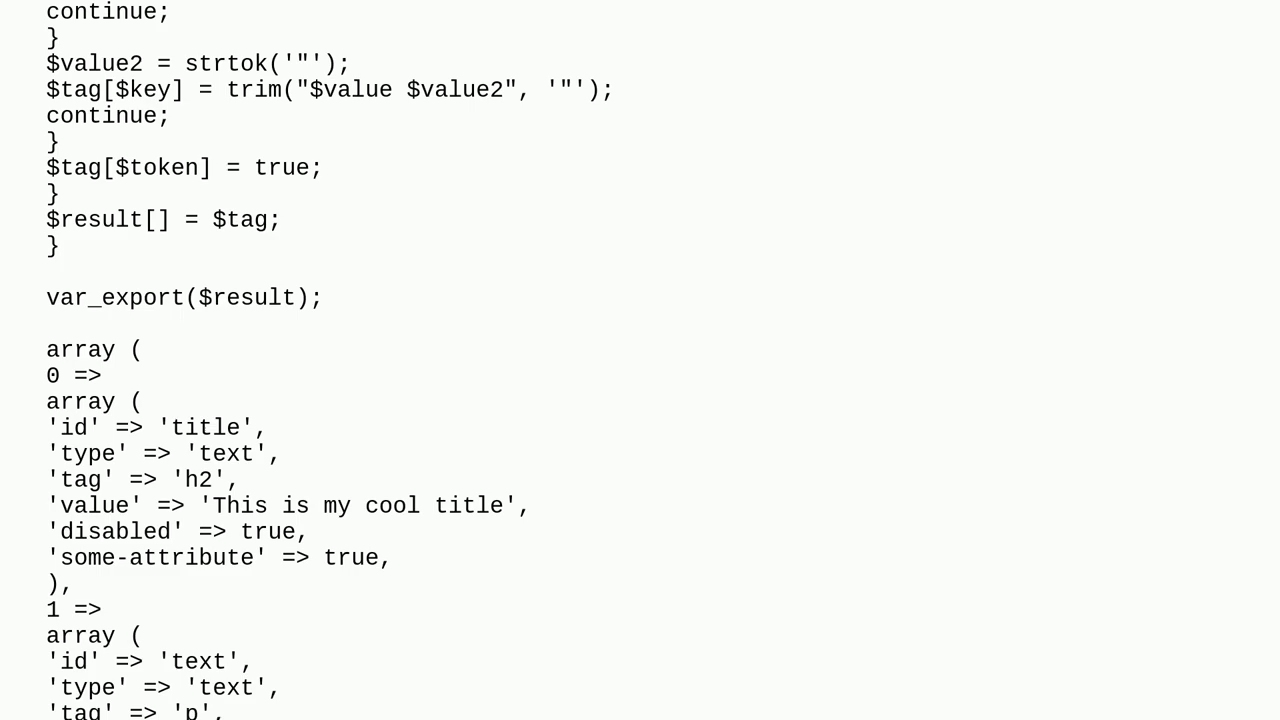 continue;
}
$value2 = strtok('"');
$tag[$key] = trim("$value $value2", '"');
continue;
}
$tag[$token] = true;
}
$result[] = $tag;
}
var_export($result);
array (
0 =>
array (
'id' => 'title',
'type' => 'text',
'tag' => 'h2',
'value' => 'This is my cool title',
'disabled' => true,
'some-attribute' => true,
),
1 =>
array (
'id' => 'text',
'type' => 'text',
'tag' => 'p',